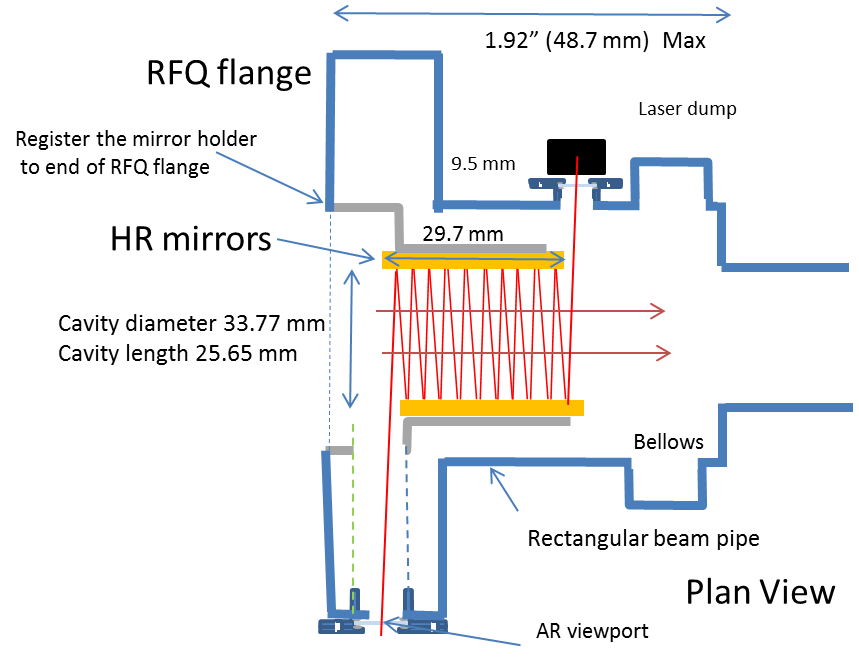 1.92” (48.7 mm)  Max
RFQ flange
Laser dump
Register the mirror holder
to end of RFQ flange
9.5 mm
HR mirrors
29.7 mm
Cavity diameter 33.77 mm
Cavity length 25.65 mm
Bellows
Rectangular beam pipe
Plan View
AR viewport